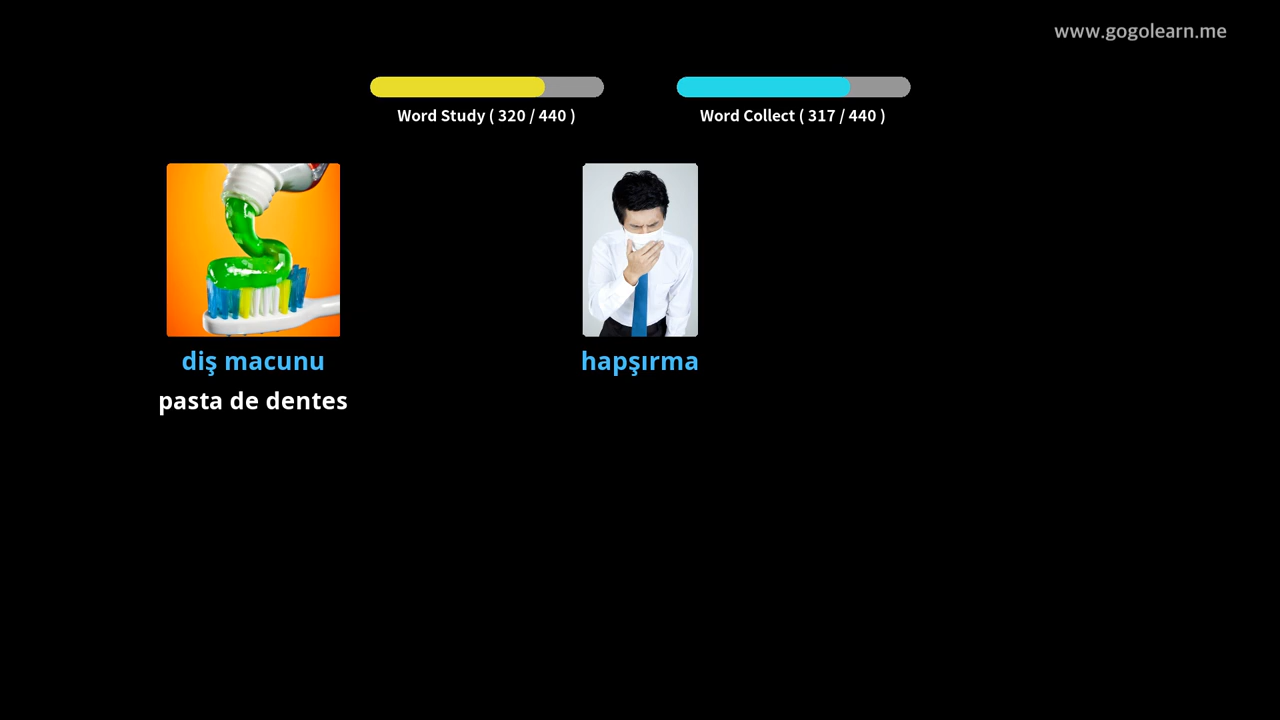 www.gogolearn.me
Word Study ( 320 / 440 )
Word Collect ( 317 / 440 )
diş macunu
pasta de dentes
hapşırma